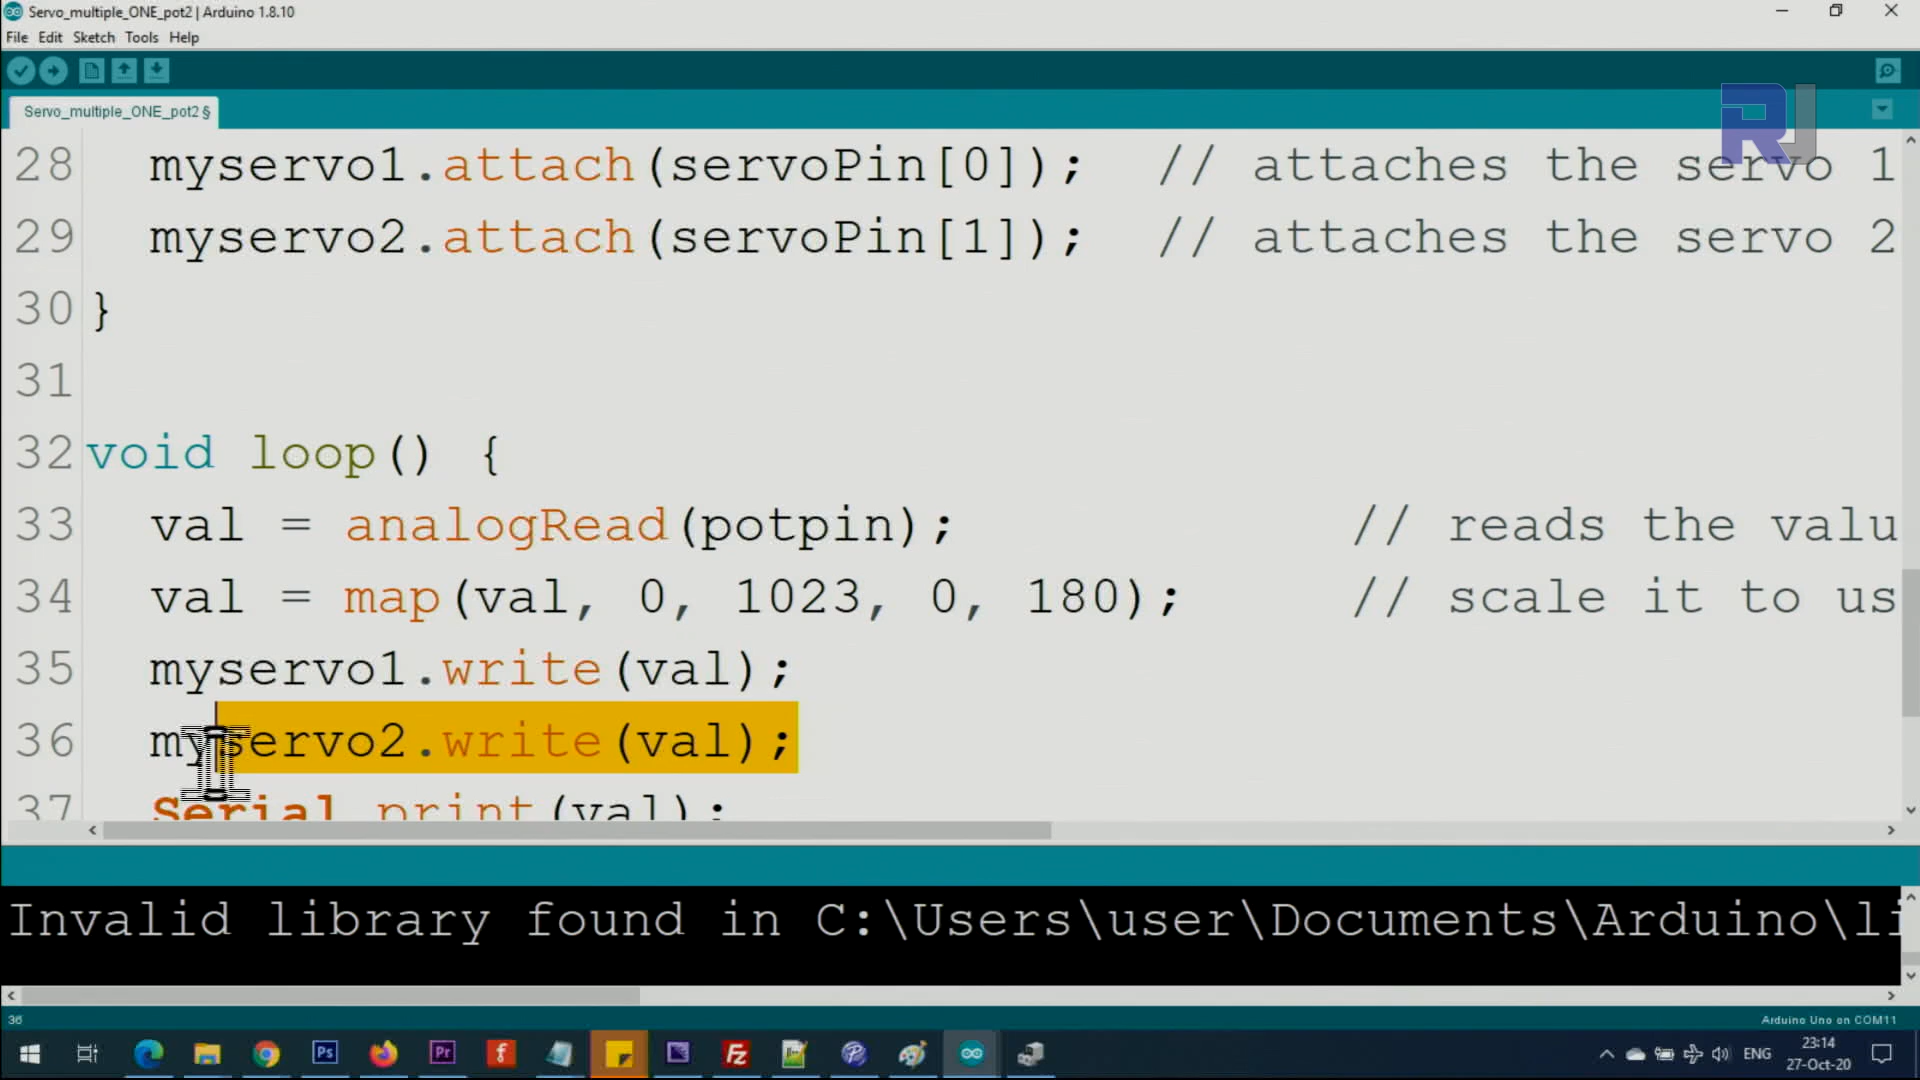 Servo_multiple_ONE_pot2 | Arduino 1.8.10
File Edit Sketch Tools Help
Servo_multiple_ONE_pot2 §
RJ
28 myservo1.attach(servoPin[0]); // attaches the servo 1
29 myservo2.attach(servoPin[1]); // attaches the servo 2
30 }
31
32 void loop() {
33 val = analogRead(potpin); // reads the valu
34 val = map(val, 0, 1023, 0, 180); // scale it to us
35 myservo1.write(val);
36 myservo2.write(val);
37 Serial.print(val);
Invalid library found in C:\Users\user\Documents\Arduino\li
36
Arduino Uno on COM11
Ps
Pr
f
Fz
ENG
23:14
27-Oct-20